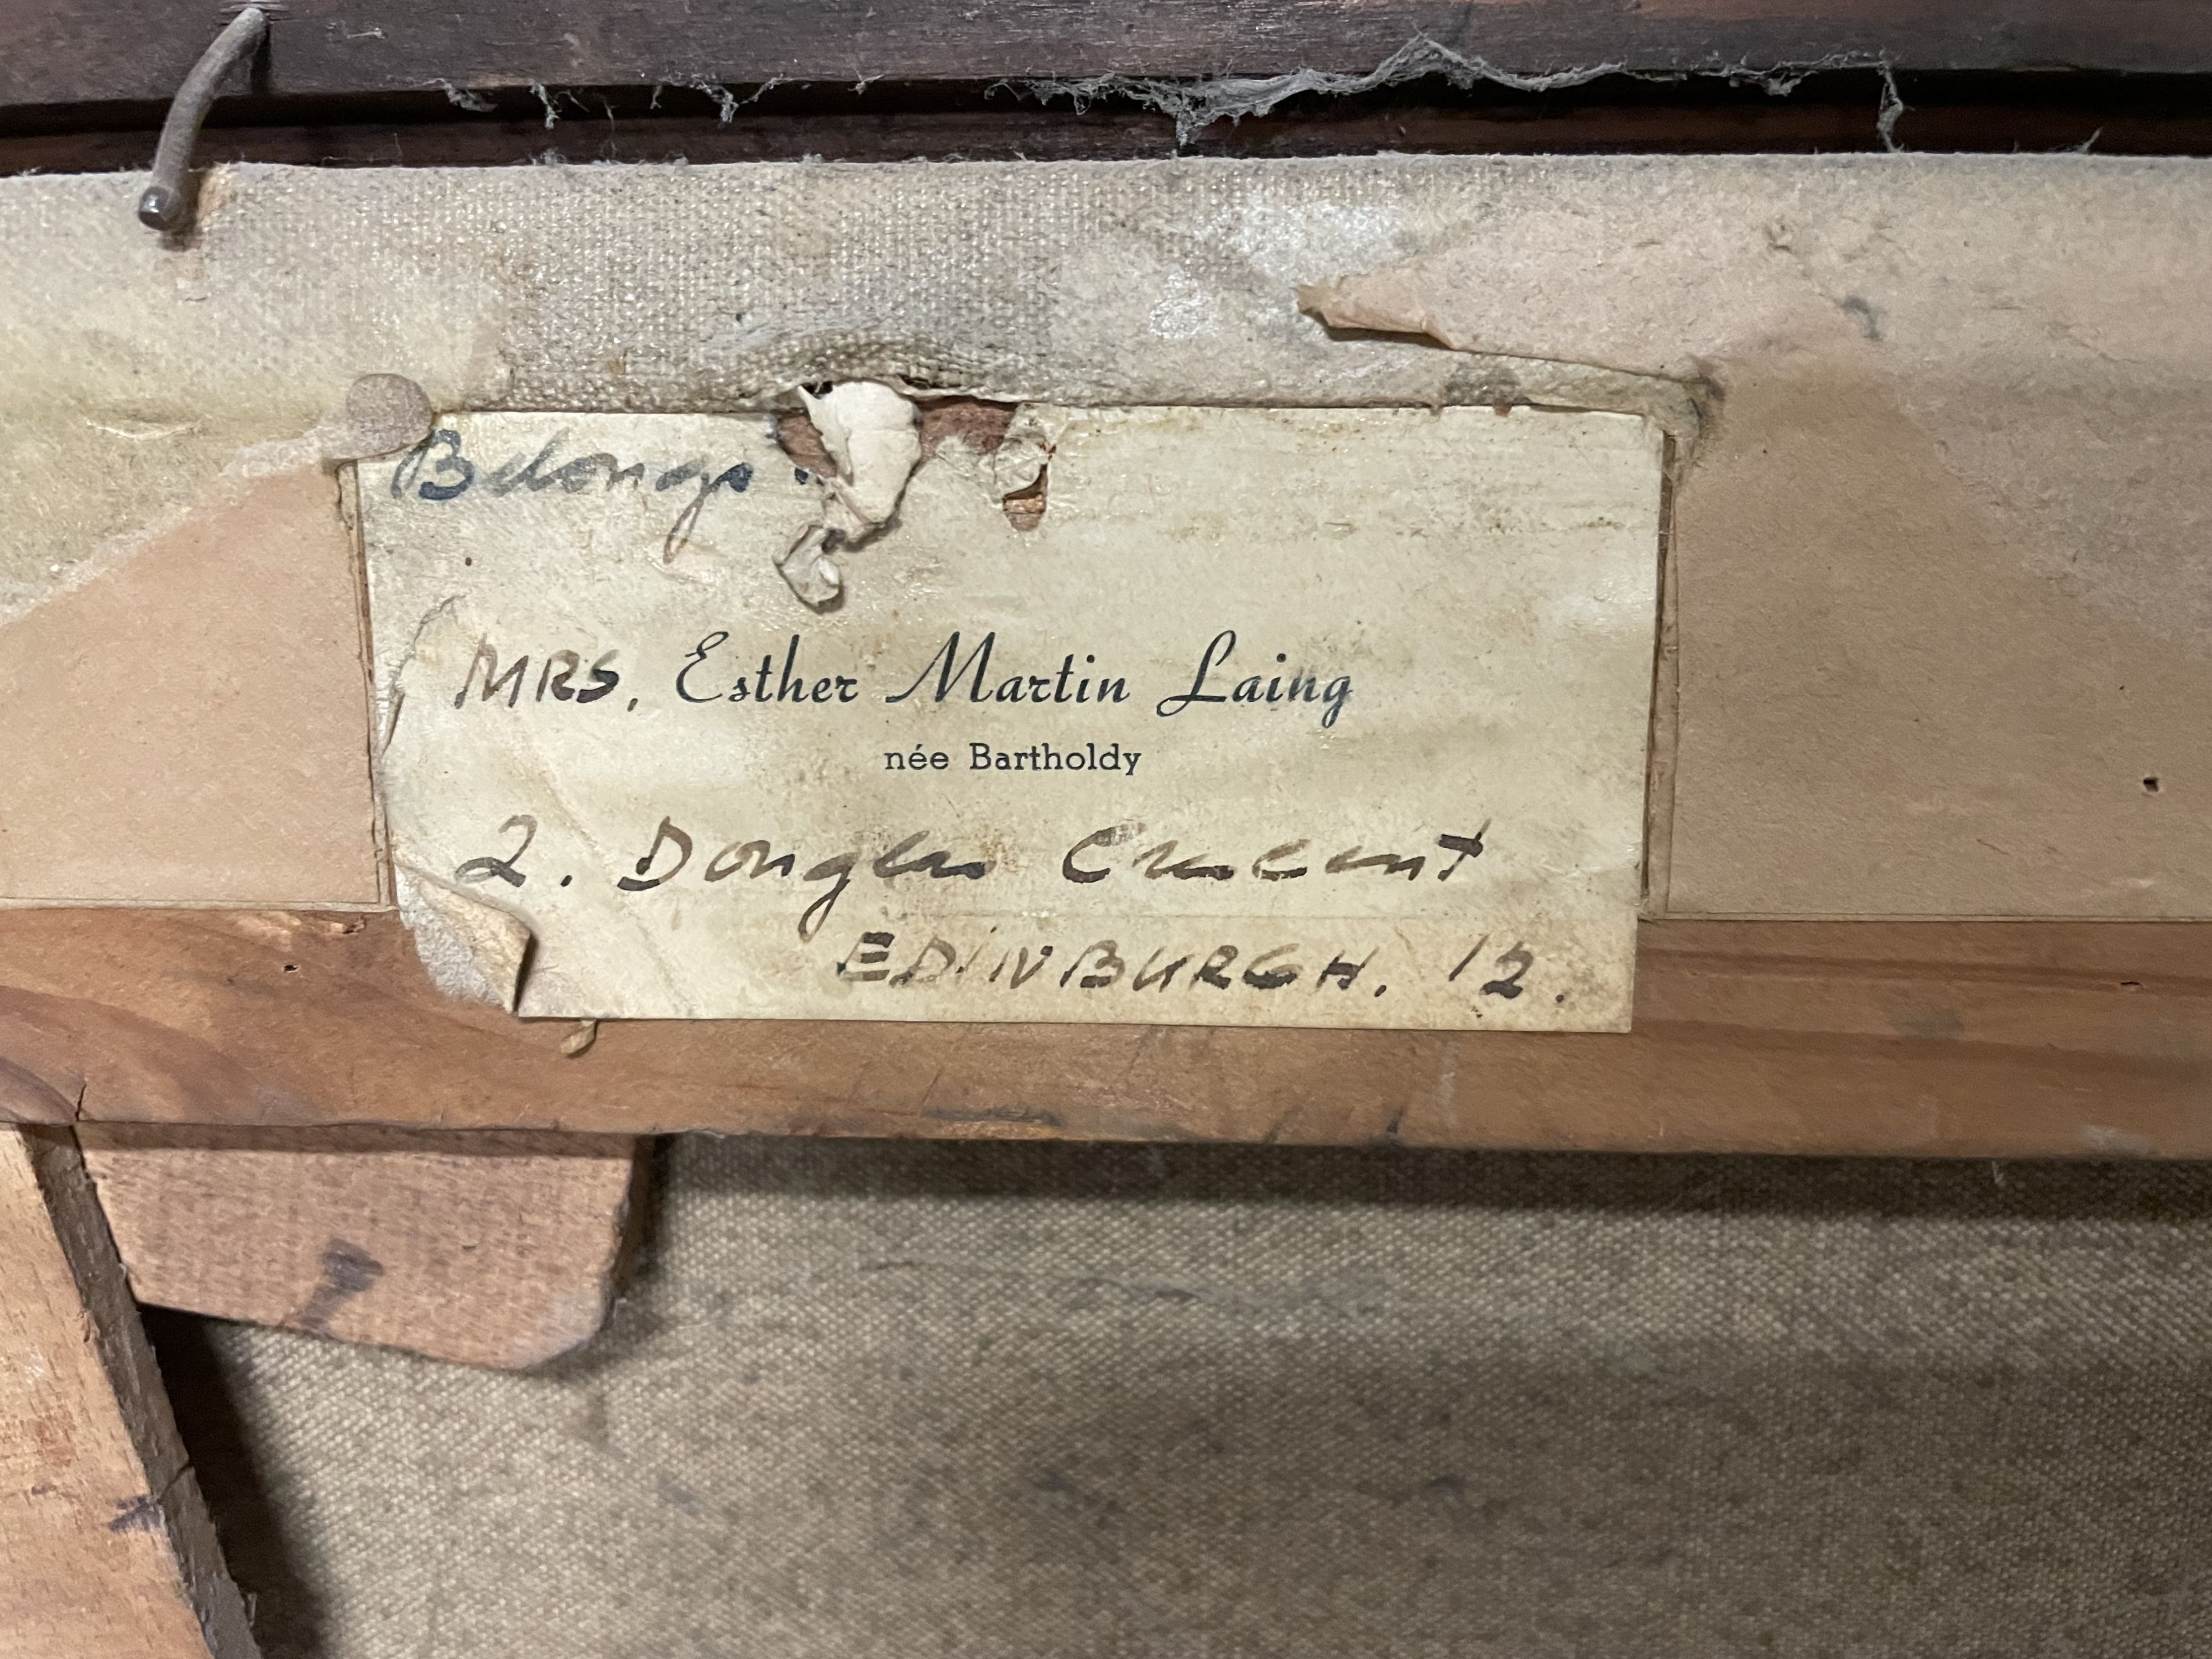 Belongs
MRS. Esther Martin Laing
née Bartholdy
2. Douglas Crescent
EDINBURGH. 12.